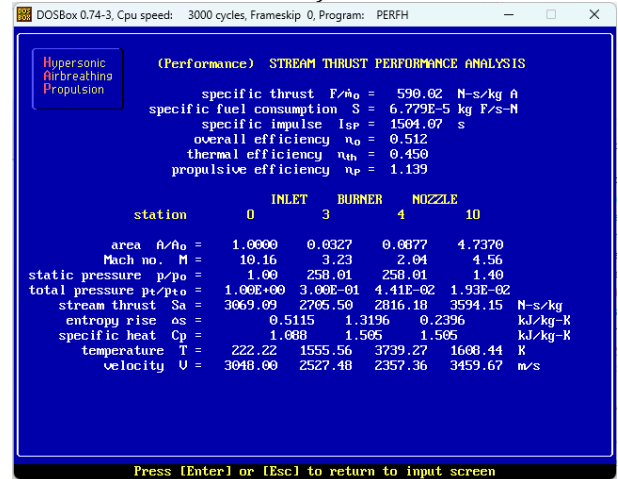 DOSBox 0.74-3, Cpu speed: 3000 cycles, Frameskip 0, Program: PERFH
Hypersonic
Airbreathing
Propulsion
(Performance) STREAM THRUST PERFORMANCE ANALYSIS
specific thrust F/ṁ₀ = 590.02 N-s/kg A
specific fuel consumption S = 6.779E-5 kg F/s-N
specific impulse Isp = 1504.07 s
overall efficiency η₀ = 0.512
thermal efficiency ηth = 0.450
propulsive efficiency ηP = 1.139
INLET BURNER NOZZLE
station 0 3 4 10
area A/A₀ = 1.0000 0.0327 0.0877 4.7370
Mach no. M = 10.16 3.23 2.04 4.56
static pressure p/p₀ = 1.00 258.01 258.01 1.40
total pressure pt/pt₀ = 1.00E+00 3.00E-01 4.41E-02 1.93E-02
stream thrust Sa = 3069.09 2705.50 2816.18 3594.15 N-s/kg
entropy rise Δs = 0.5115 1.3196 0.2396 kJ/kg-K
specific heat Cp = 1.088 1.505 1.505 kJ/kg-K
temperature T = 222.22 1555.56 3739.27 1608.44 K
velocity V = 3048.00 2527.48 2357.36 3459.67 m/s
Press [Enter] or [Esc] to return to input screen